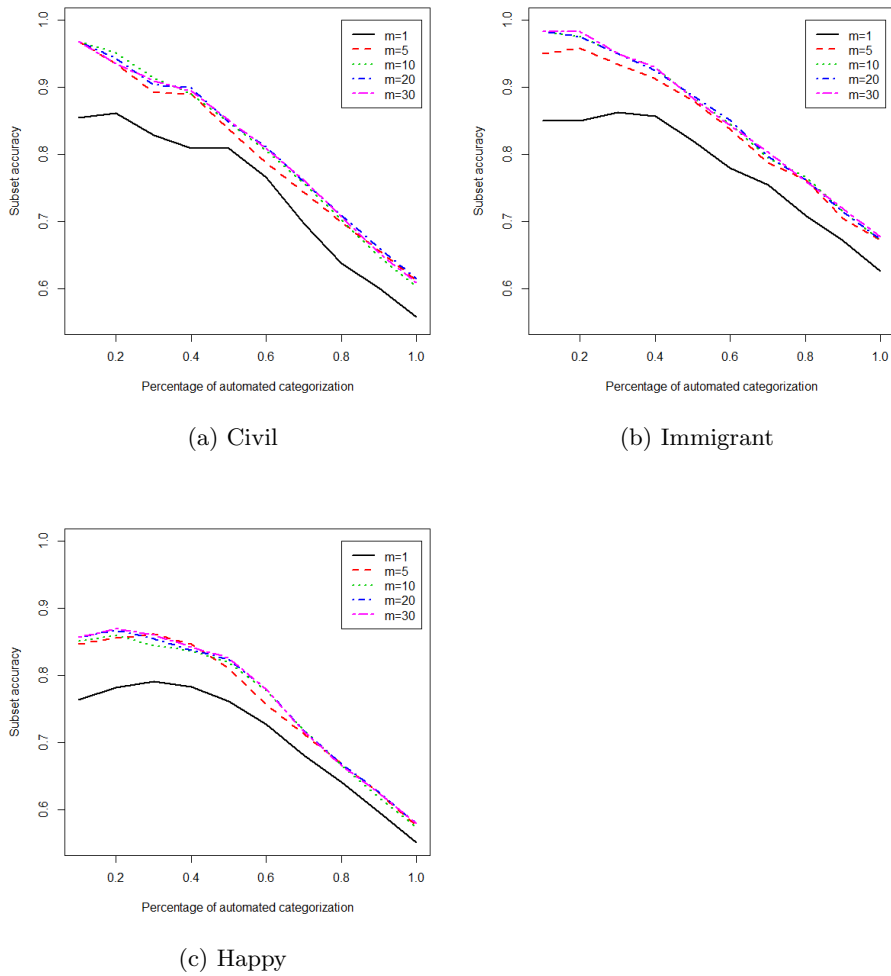 1.0
0.9
0.8
0.7
0.6
Subset accuracy
m=1
m=5
m=10
m=20
m=30
0.2 0.4 0.6 0.8 1.0
Percentage of automated categorization
(a) Civil
1.0
0.9
0.8
0.7
0.6
Subset accuracy
m=1
m=5
m=10
m=20
m=30
0.2 0.4 0.6 0.8 1.0
Percentage of automated categorization
(b) Immigrant
1.0
0.9
0.8
0.7
0.6
Subset accuracy
m=1
m=5
m=10
m=20
m=30
0.2 0.4 0.6 0.8 1.0
Percentage of automated categorization
(c) Happy